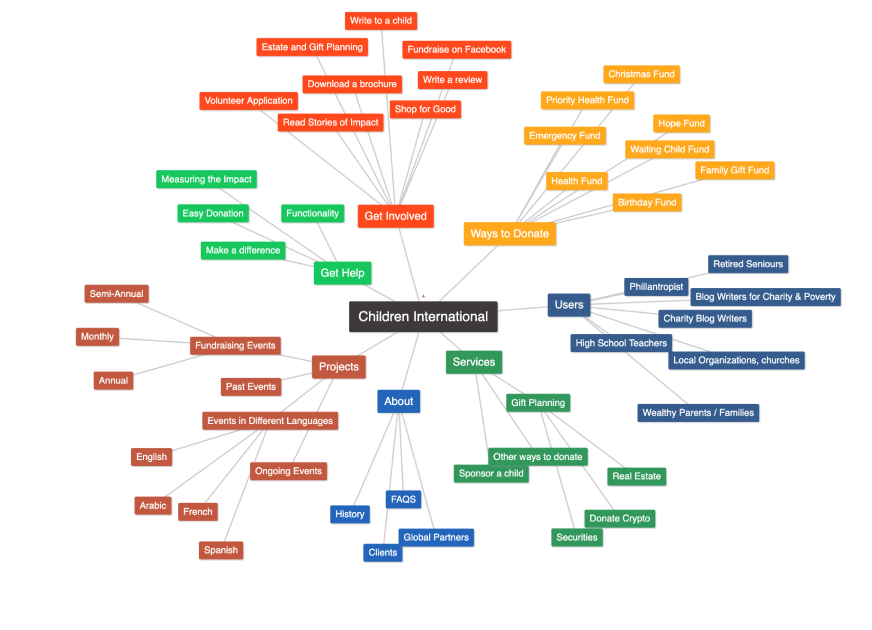 Write to a child
Estate and Gift Planning
Fundraise on Facebook
Download a brochure
Write a review
Volunteer Application
Shop for Good
Read Stories of Impact
Get Involved
Christmas Fund
Priority Health Fund
Hope Fund
Emergency Fund
Waiting Child Fund
Family Gift Fund
Health Fund
Birthday Fund
Ways to Donate
Measuring the Impact
Easy Donation
Functionality
Make a difference
Get Help
Children International
Retired Seniours
Phillantropist
Blog Writers for Charity & Poverty
Users
Charity Blog Writers
High School Teachers
Local Organizations, churches
Wealthy Parents / Families
Semi-Annual
Monthly
Fundraising Events
Annual
Projects
Past Events
Events in Different Languages
English
Ongoing Events
Arabic
French
Spanish
About
History
FAQS
Global Partners
Clients
Services
Gift Planning
Other ways to donate
Sponsor a child
Real Estate
Donate Crypto
Securities